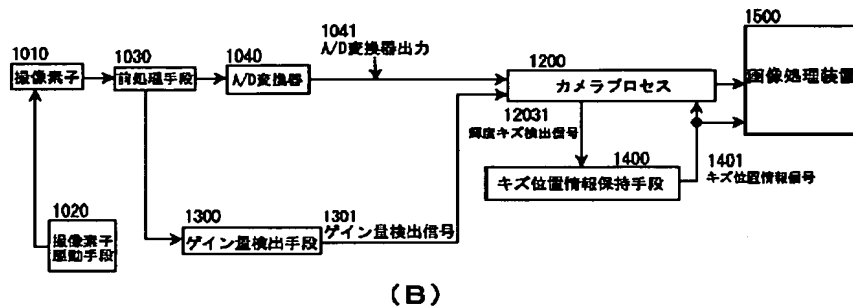 1010
撮像素子
1030
前処理手段
1040
A/D変換器
1041
A/D変換器出力
1200
カメラプロセス
1500
画像処理装置
12031
輝度キズ検出信号
1400
キズ位置情報保持手段
1401
キズ位置情報信号
1020
撮像素子
駆動手段
1300
ゲイン量検出手段
1301
ゲイン量検出信号
(B)